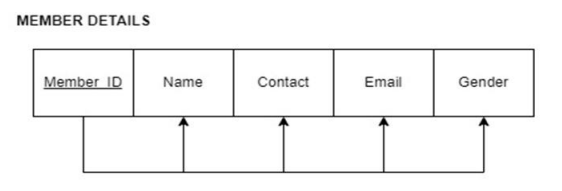 MEMBER DETAILS
Member_ID Name Contact Email Gender